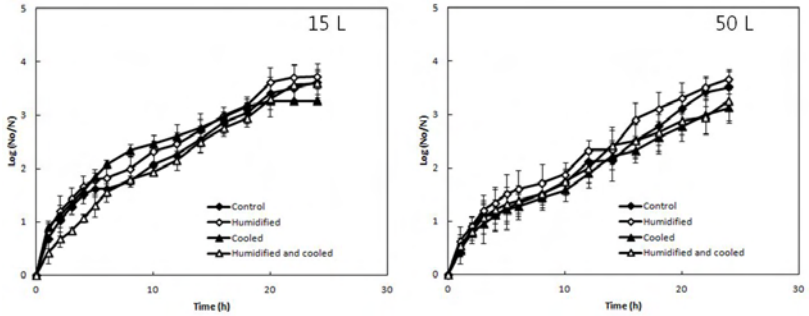 15 L
5
4
3
2
1
0
Log (No/N)
Control
Humidified
Cooled
Humidified and cooled
0
10
20
30
Time (h)
50 L
5
4
3
2
1
0
Log(No/N)
Control
Humidified
Cooled
Humidified and cooled
0
10
20
30
Time (h)